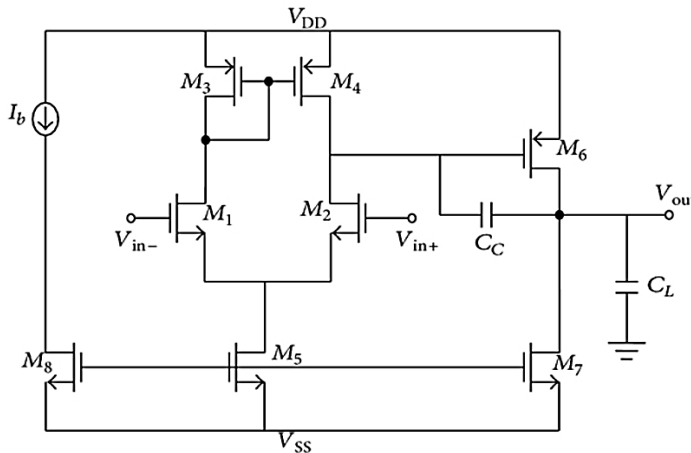 V_DD
M_3
M_4
I_b
M_6
M_1
M_2
V_ou
V_in−
V_in+
C_C
C_L
M_8
M_5
M_7
V_SS